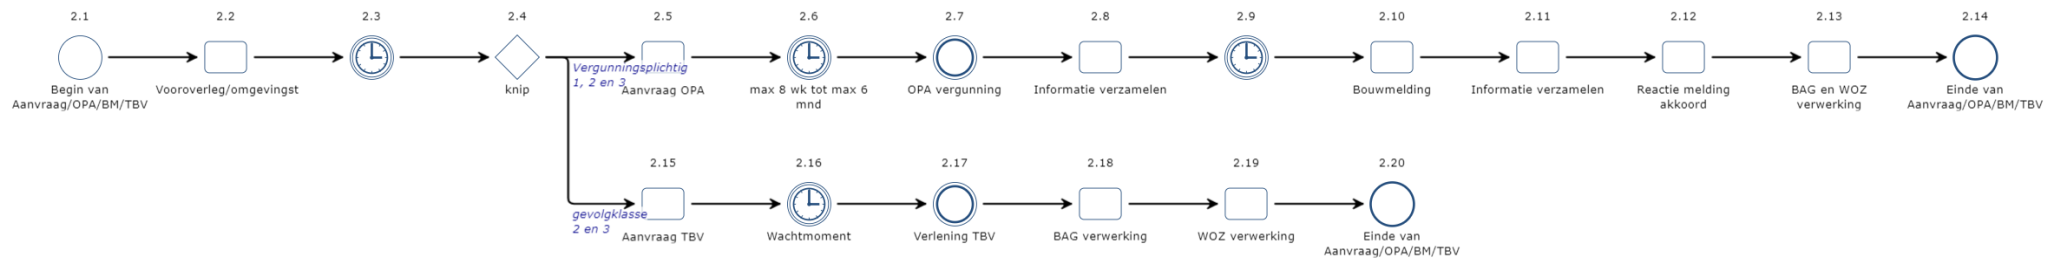 2.1
2.2
2.3
2.4
2.5
2.6
2.7
2.8
2.9
2.10
2.11
2.12
2.13
2.14
Vergunningsplichtig
1, 2 en 3
Begin van
Aanvraag/OPA/BM/TBV
Vooroverleg/omgevingst
knip
Aanvraag OPA
max 8 wk tot max 6
mnd
OPA vergunning
Informatie verzamelen
Bouwmelding
Informatie verzamelen
Reactie melding
akkoord
BAG en WOZ
verwerking
Einde van
Aanvraag/OPA/BM/TBV
2.15
2.16
2.17
2.18
2.19
2.20
gevolgklasse
2 en 3
Aanvraag TBV
Wachtmoment
Verlening TBV
BAG verwerking
WOZ verwerking
Einde van
Aanvraag/OPA/BM/TBV